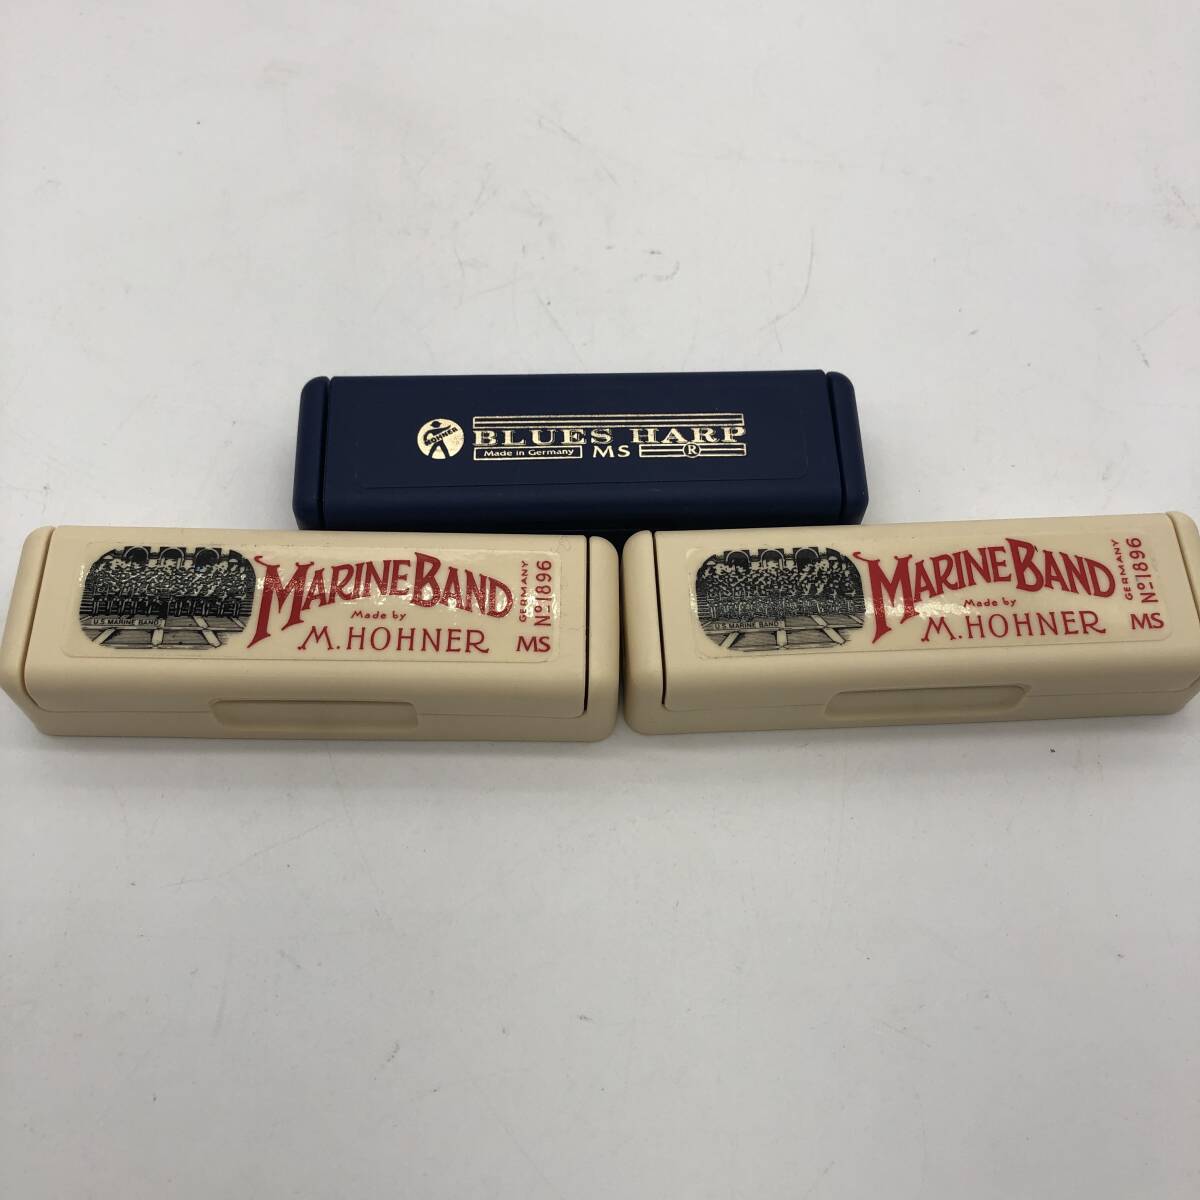 HOHNER
BLUES HARP
Made in Germany
MS
®
MARINE BAND
Made by
M. HOHNER
GERMANY
Nº 1896
MS
U.S. MARINE BAND
MARINE BAND
Made by
M. HOHNER
GERMANY
Nº 1896
MS
U.S. MARINE BAND